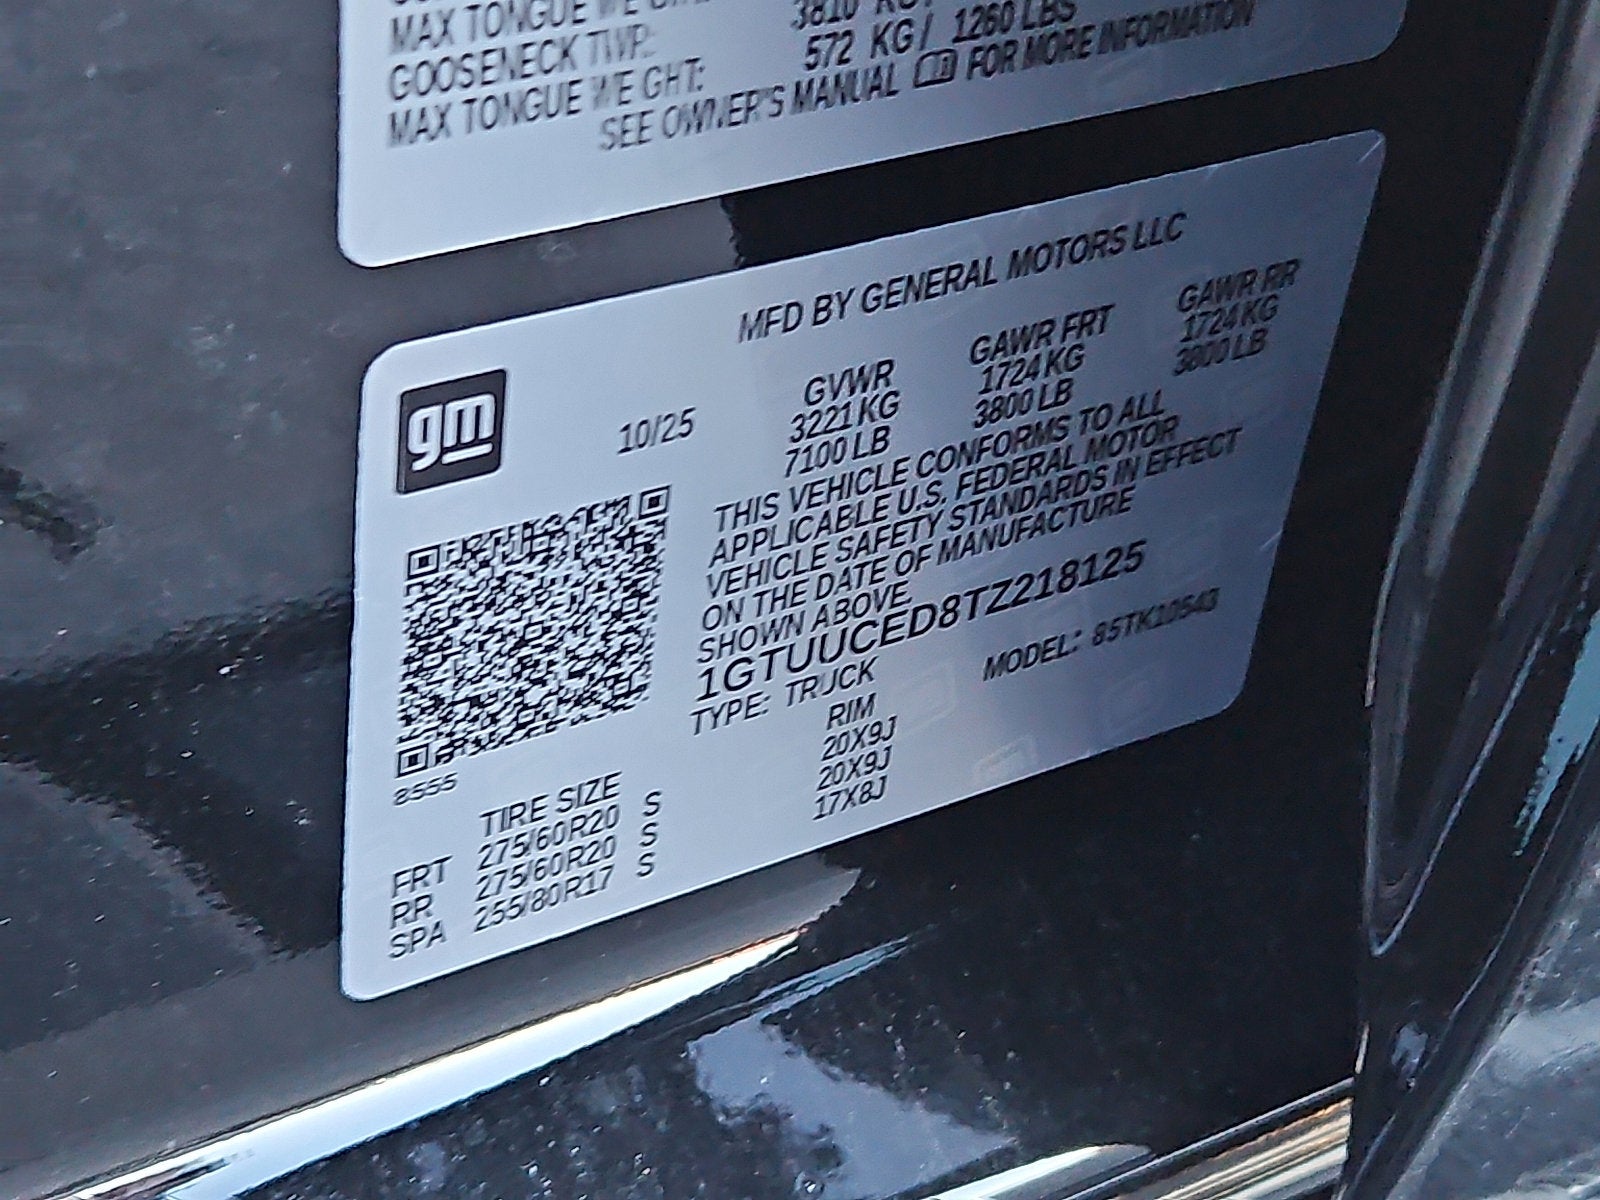 MAX TONGUE
GOOSENECK TWR: 3810 KG
MAX TONGUE WEIGHT: 572 KG/ 1260 LBS
SEE OWNER'S MANUAL FOR MORE INFORMATION
MFD BY GENERAL MOTORS LLC
gm
10/25
GVWR GAWR FRT GAWR RR
3221 KG 1724 KG 1724 KG
7100 LB 3800 LB 3800 LB
THIS VEHICLE CONFORMS TO ALL
APPLICABLE U.S. FEDERAL MOTOR
VEHICLE SAFETY STANDARDS IN EFFECT
ON THE DATE OF MANUFACTURE
SHOWN ABOVE.
1GTUUCED8TZ218125
TYPE: TRUCK MODEL: 85TK10543
8555
TIRE SIZE RIM
FRT 275/60R20 S 20X9J
RR 275/60R20 S 20X9J
SPA 255/80R17 S 17X8J